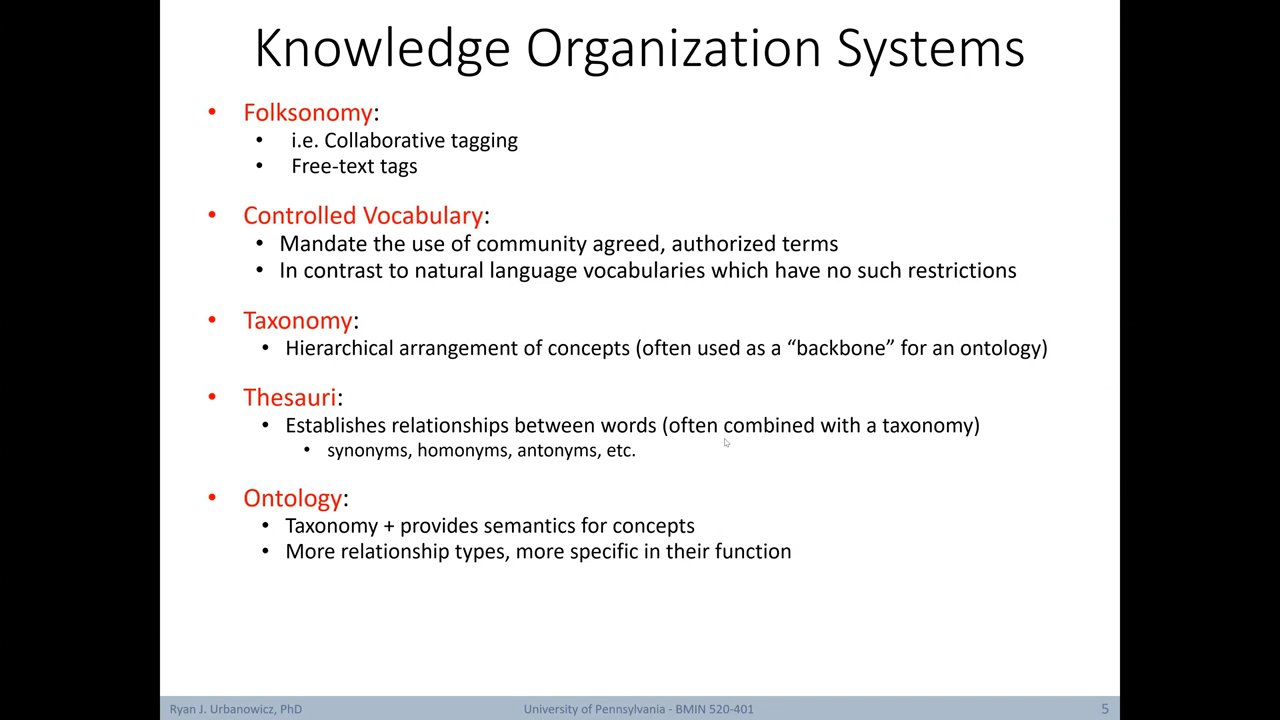 Knowledge Organization Systems
• Folksonomy:
• i.e. Collaborative tagging
• Free-text tags
• Controlled Vocabulary:
• Mandate the use of community agreed, authorized terms
• In contrast to natural language vocabularies which have no such restrictions
• Taxonomy:
• Hierarchical arrangement of concepts (often used as a “backbone” for an ontology)
• Thesauri:
• Establishes relationships between words (often combined with a taxonomy)
• synonyms, homonyms, antonyms, etc.
• Ontology:
• Taxonomy + provides semantics for concepts
• More relationship types, more specific in their function
Ryan J. Urbanowicz, PhD University of Pennsylvania - BMIN 520-401 5